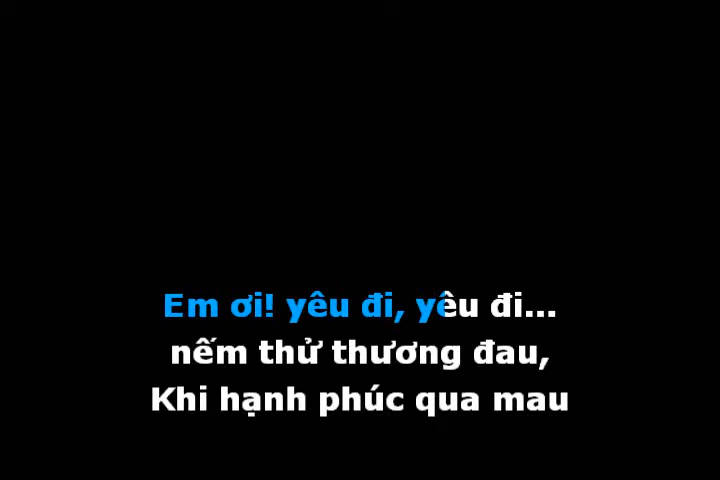 Em ơi! yêu đi, yêu đi...
nếm thử thương đau,
Khi hạnh phúc qua mau